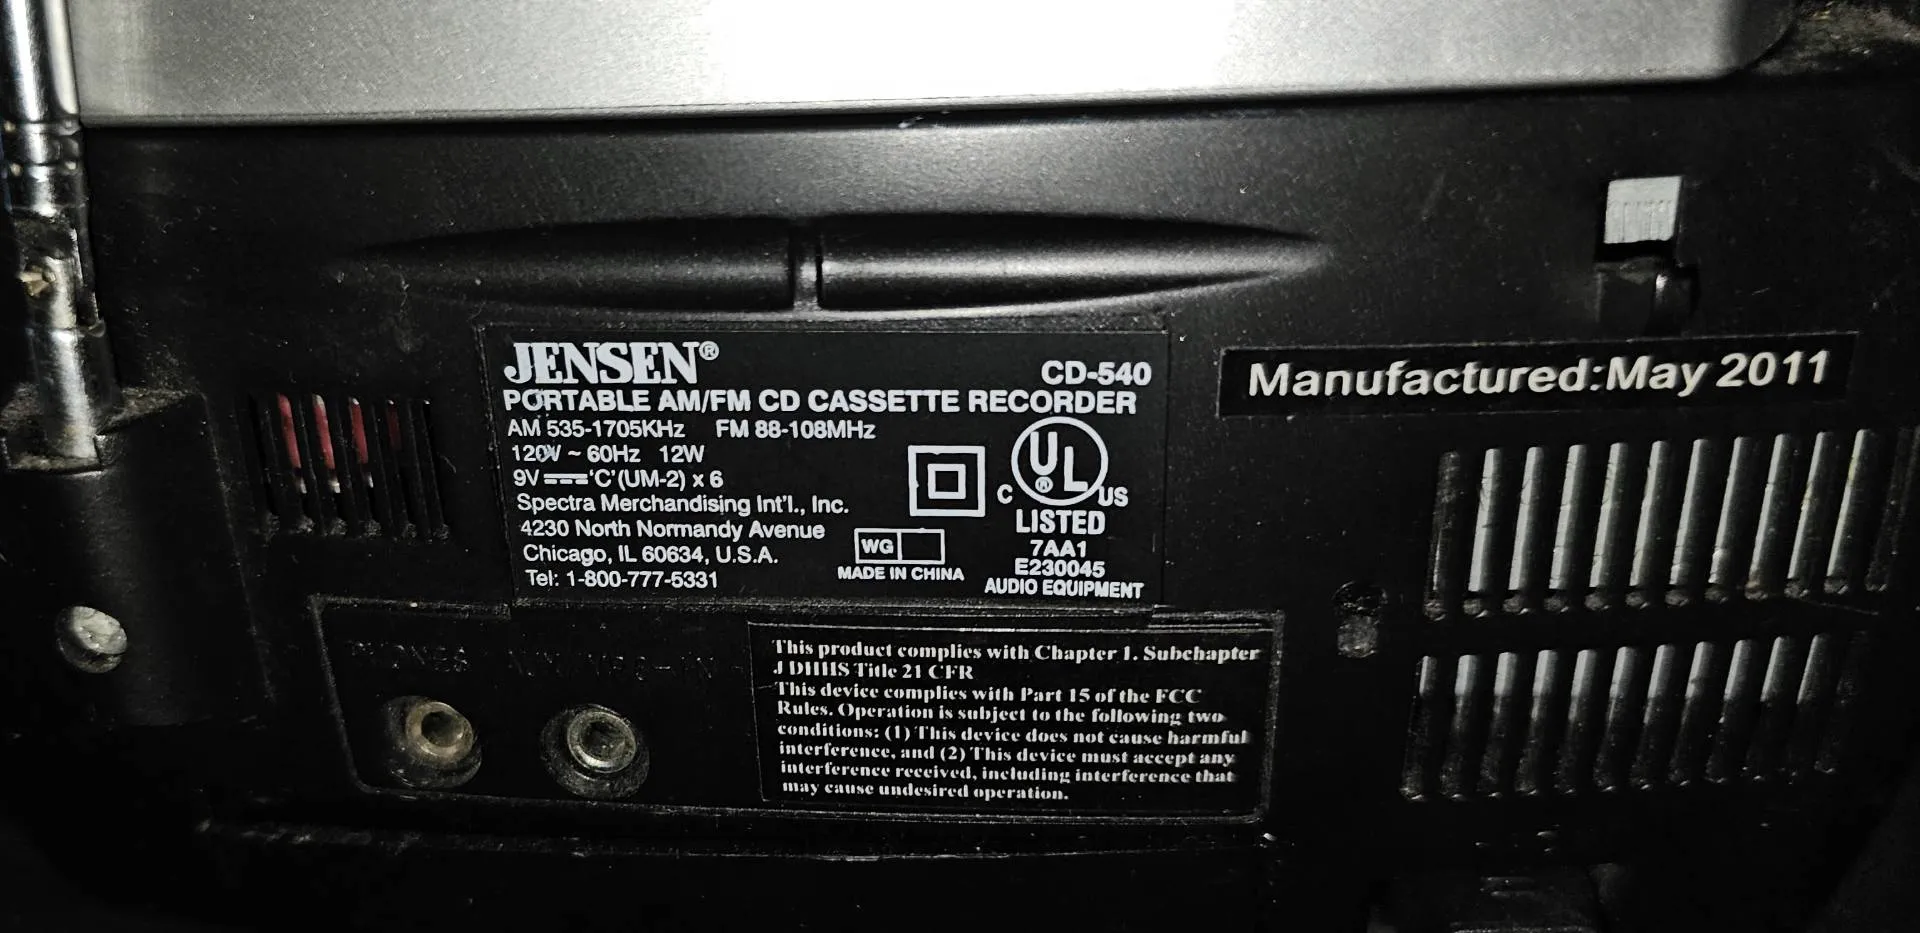 JENSEN®
CD-540
PORTABLE AM/FM CD CASSETTE RECORDER
AM 535-1705KHz FM 88-108MHz
120V ~ 60Hz 12W
9V ⎓ 'C' (UM-2) x 6
Spectra Merchandising Int'l., Inc.
4230 North Normandy Avenue
Chicago, IL 60634, U.S.A.
Tel: 1-800-777-5331
WG
MADE IN CHINA
UL®
C US
LISTED
7AA1
E230045
AUDIO EQUIPMENT
Manufactured:May 2011
PHONES
This product complies with Chapter 1. Subchapter
J DHHS Title 21 CFR
This device complies with Part 15 of the FCC
Rules. Operation is subject to the following two
conditions: (1) This device does not cause harmful
interference, and (2) This device must accept any
interference received, including interference that
may cause undesired operation.